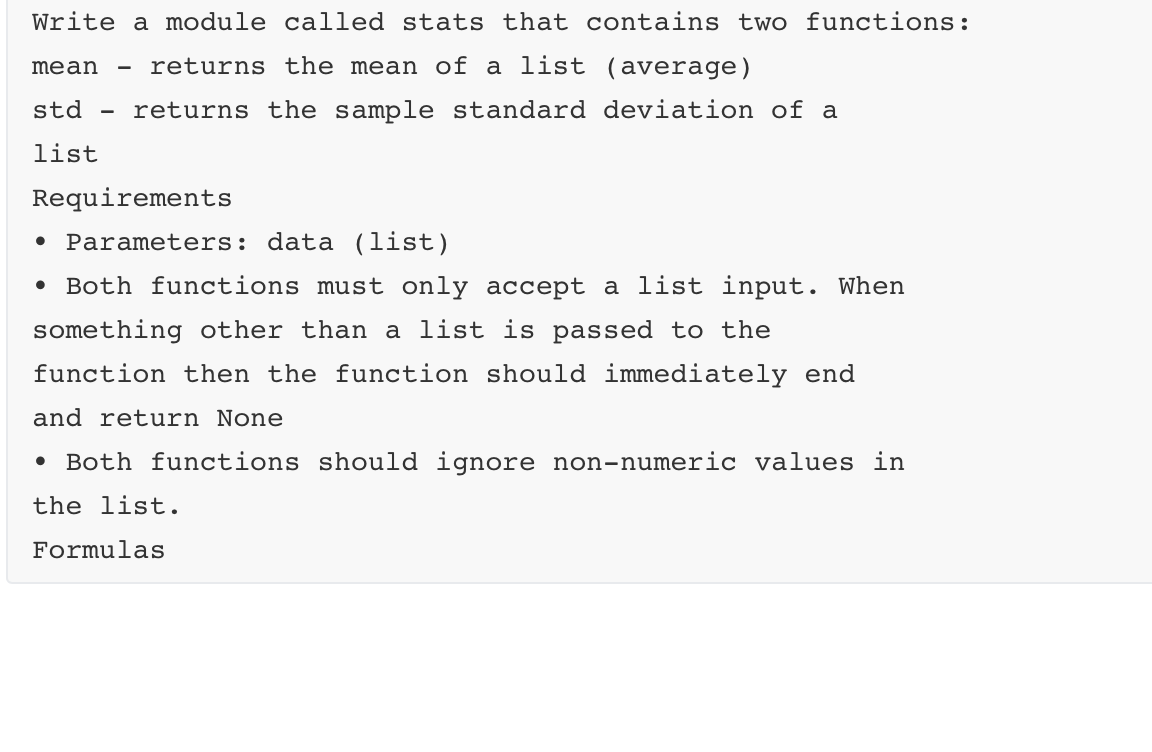 Write a module called stats that contains two functions:
mean – returns the mean of a list (average)
std – returns the sample standard deviation of a
list
Requirements
• Parameters: data (list)
• Both functions must only accept a list input. When
something other than a list is passed to the
function then the function should immediately end
and return None
• Both functions should ignore non-numeric values in
the list.
Formulas